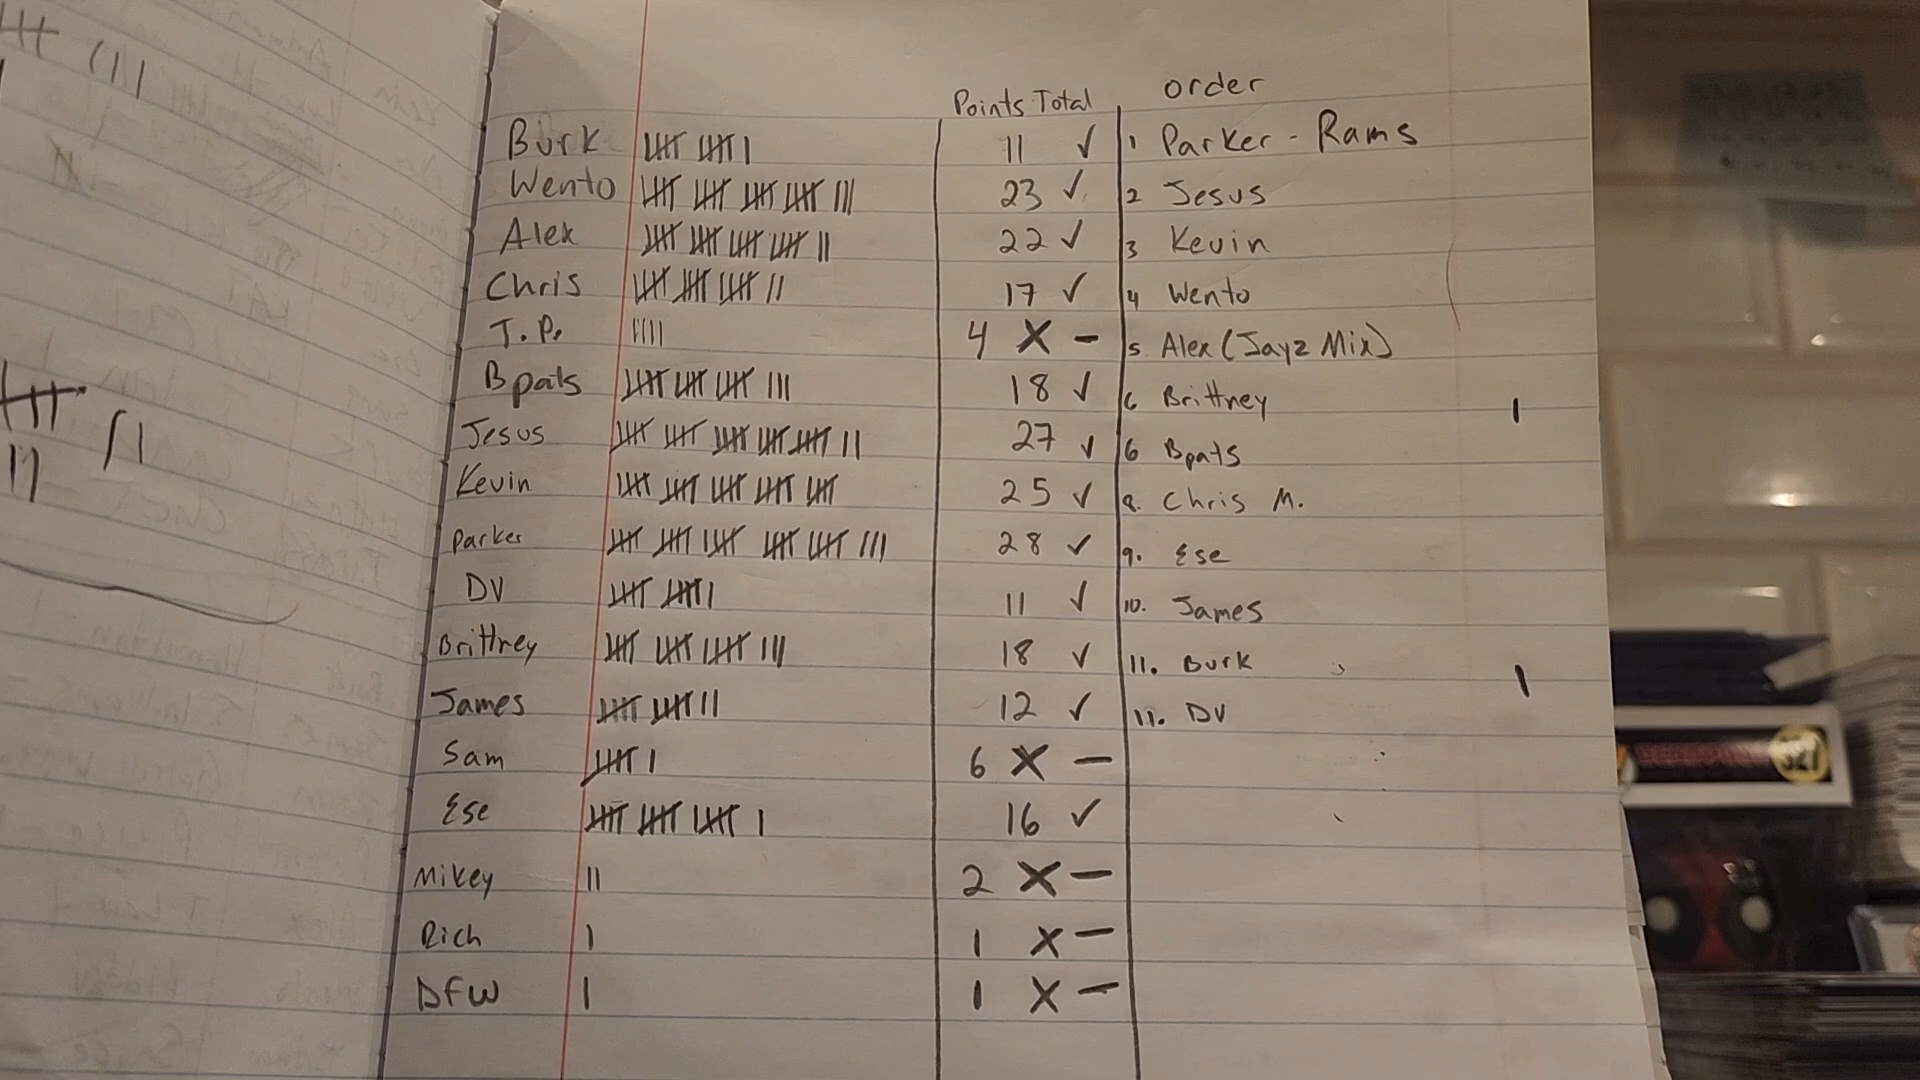 Points Total order
Burk 11 ✓ 1 Parker - Rams
Wento 23 ✓ 2 Jesus
Alex 22 ✓ 3 Kevin
Chris 17 ✓ 4 Wento
T.P. 4 X - 5 Alex (Jayz Mix)
Bpats 18 ✓ 6 Brittney
Jesus 27 ✓ 6 Bpats
Kevin 25 ✓ 8. Chris M.
Parker 28 ✓ 9. Ese
DV 11 ✓ 10. James
Brittney 18 ✓ 11. Burk
James 12 ✓ 11. DV
Sam 6 X -
Ese 16 ✓
Mikey 2 X -
Rich 1 X -
DFW 1 X -